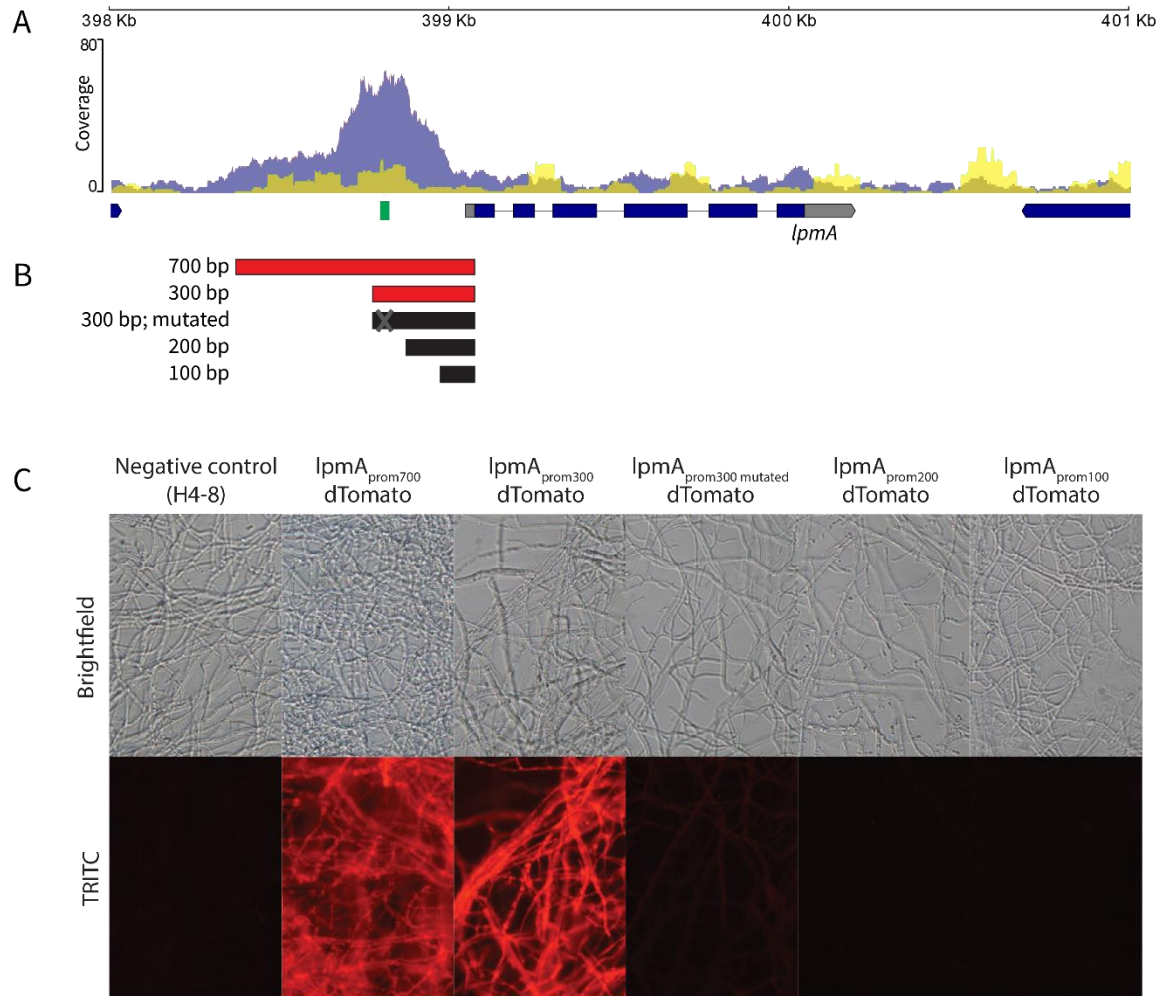 A
398 Kb 399 Kb 400 Kb 401 Kb
80
Coverage
0
lpmA
B
700 bp
300 bp
300 bp; mutated
200 bp
100 bp
C
Negative control
(H4-8)
lpmAprom700
dTomato
lpmAprom300
dTomato
lpmAprom300 mutated
dTomato
lpmAprom200
dTomato
lpmAprom100
dTomato
Brightfield
TRITC